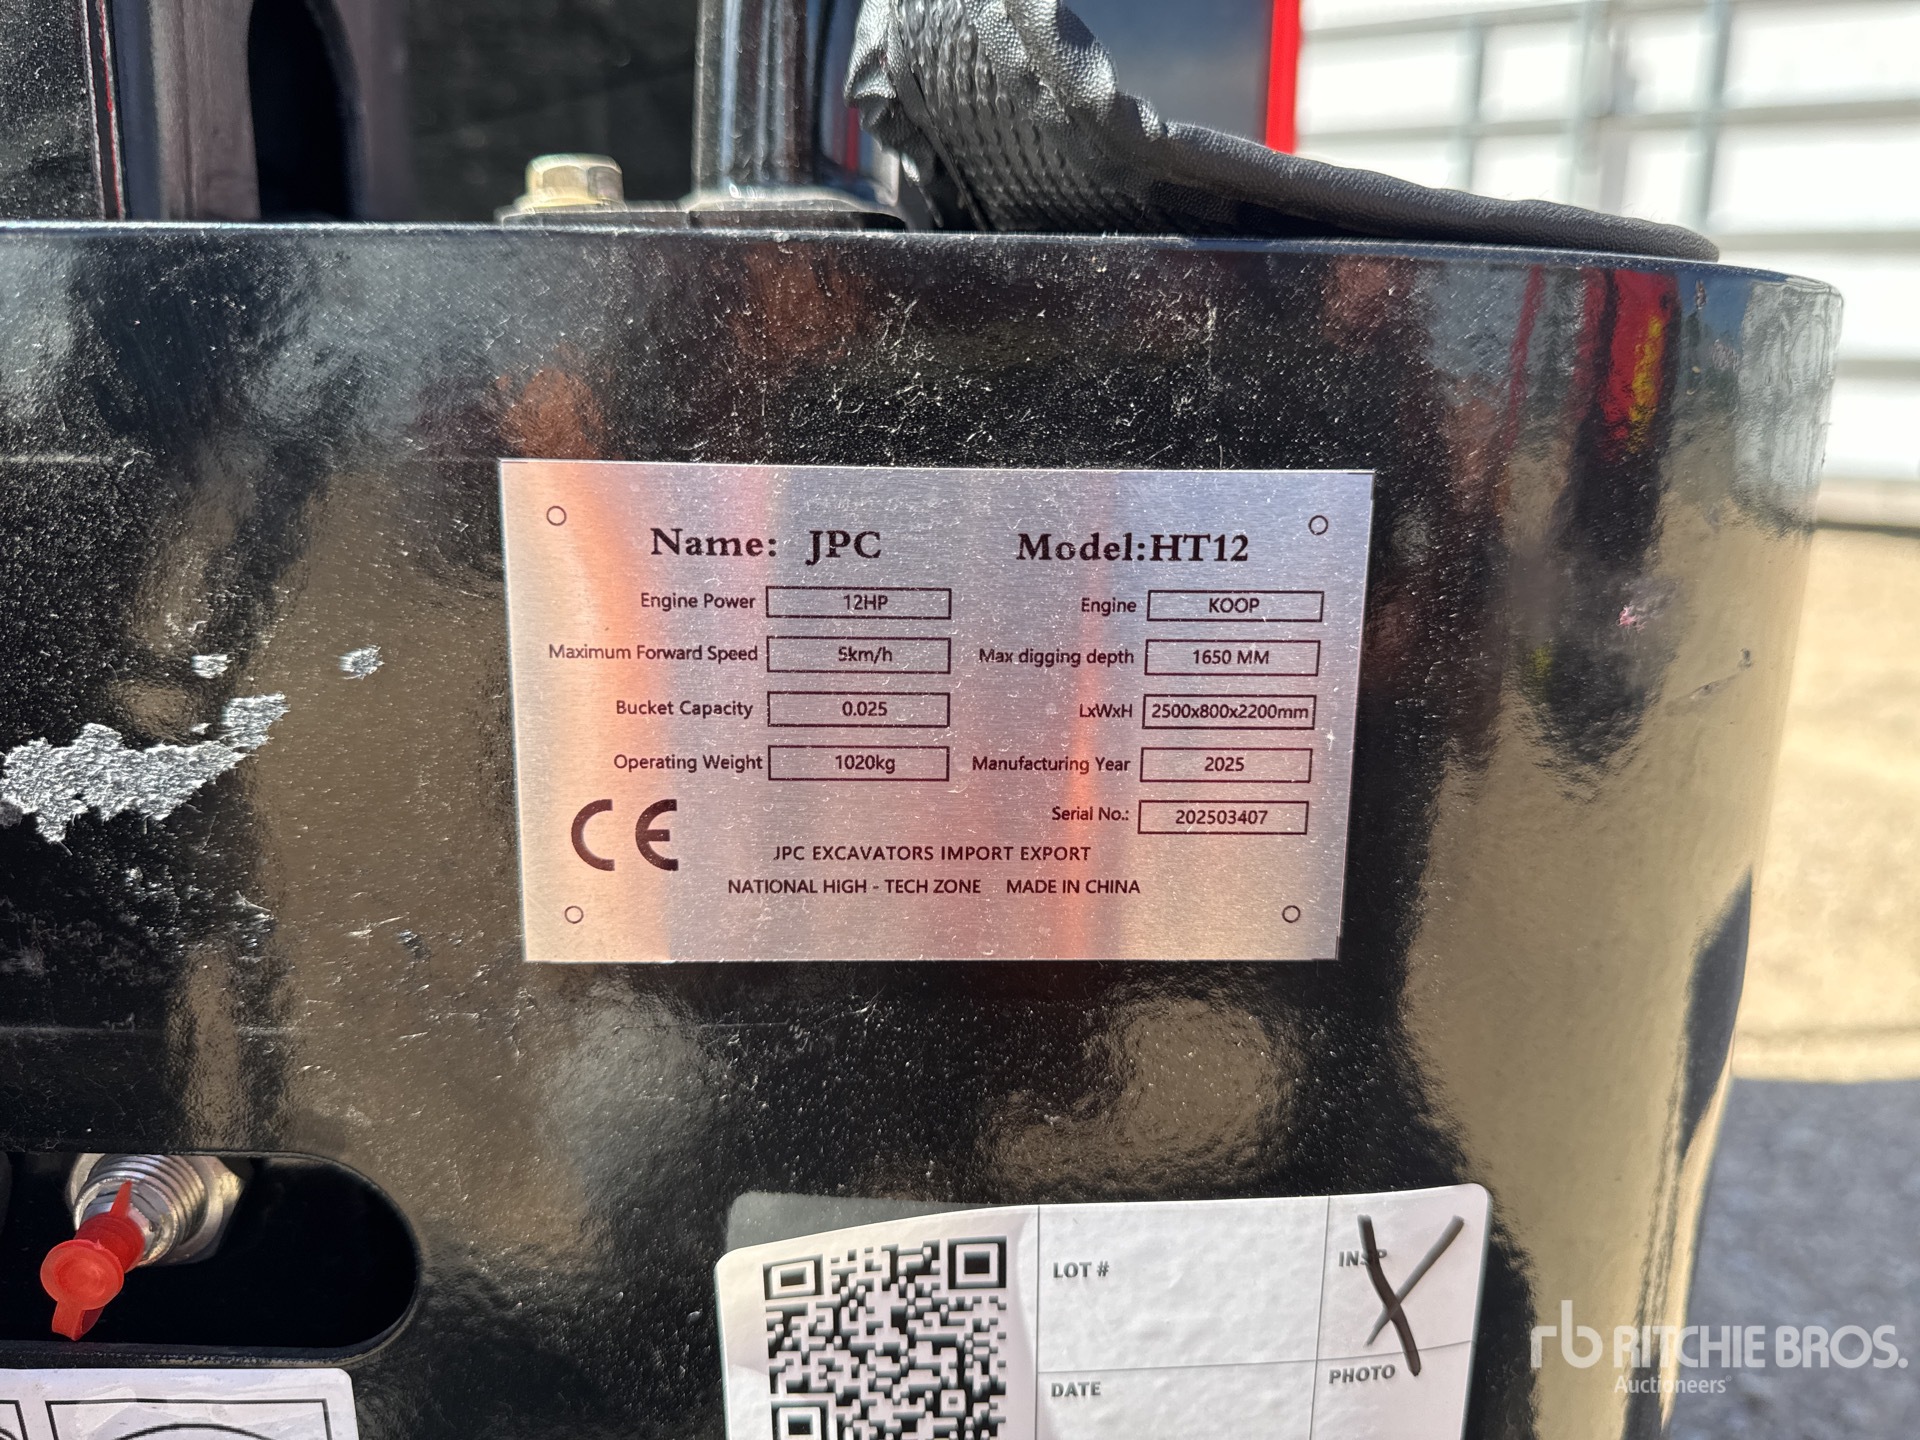 Name: JPC Model:HT12
Engine Power 12HP Engine KOOP
Maximum Forward Speed 5km/h Max digging depth 1650 MM
Bucket Capacity 0.025 LxWxH 2500x800x2200mm
Operating Weight 1020kg Manufacturing Year 2025
Serial No.: 202503407
CE
JPC EXCAVATORS IMPORT EXPORT
NATIONAL HIGH - TECH ZONE MADE IN CHINA
LOT # INSP X
DATE PHOTO
rb RITCHIE BROS.
Auctioneers